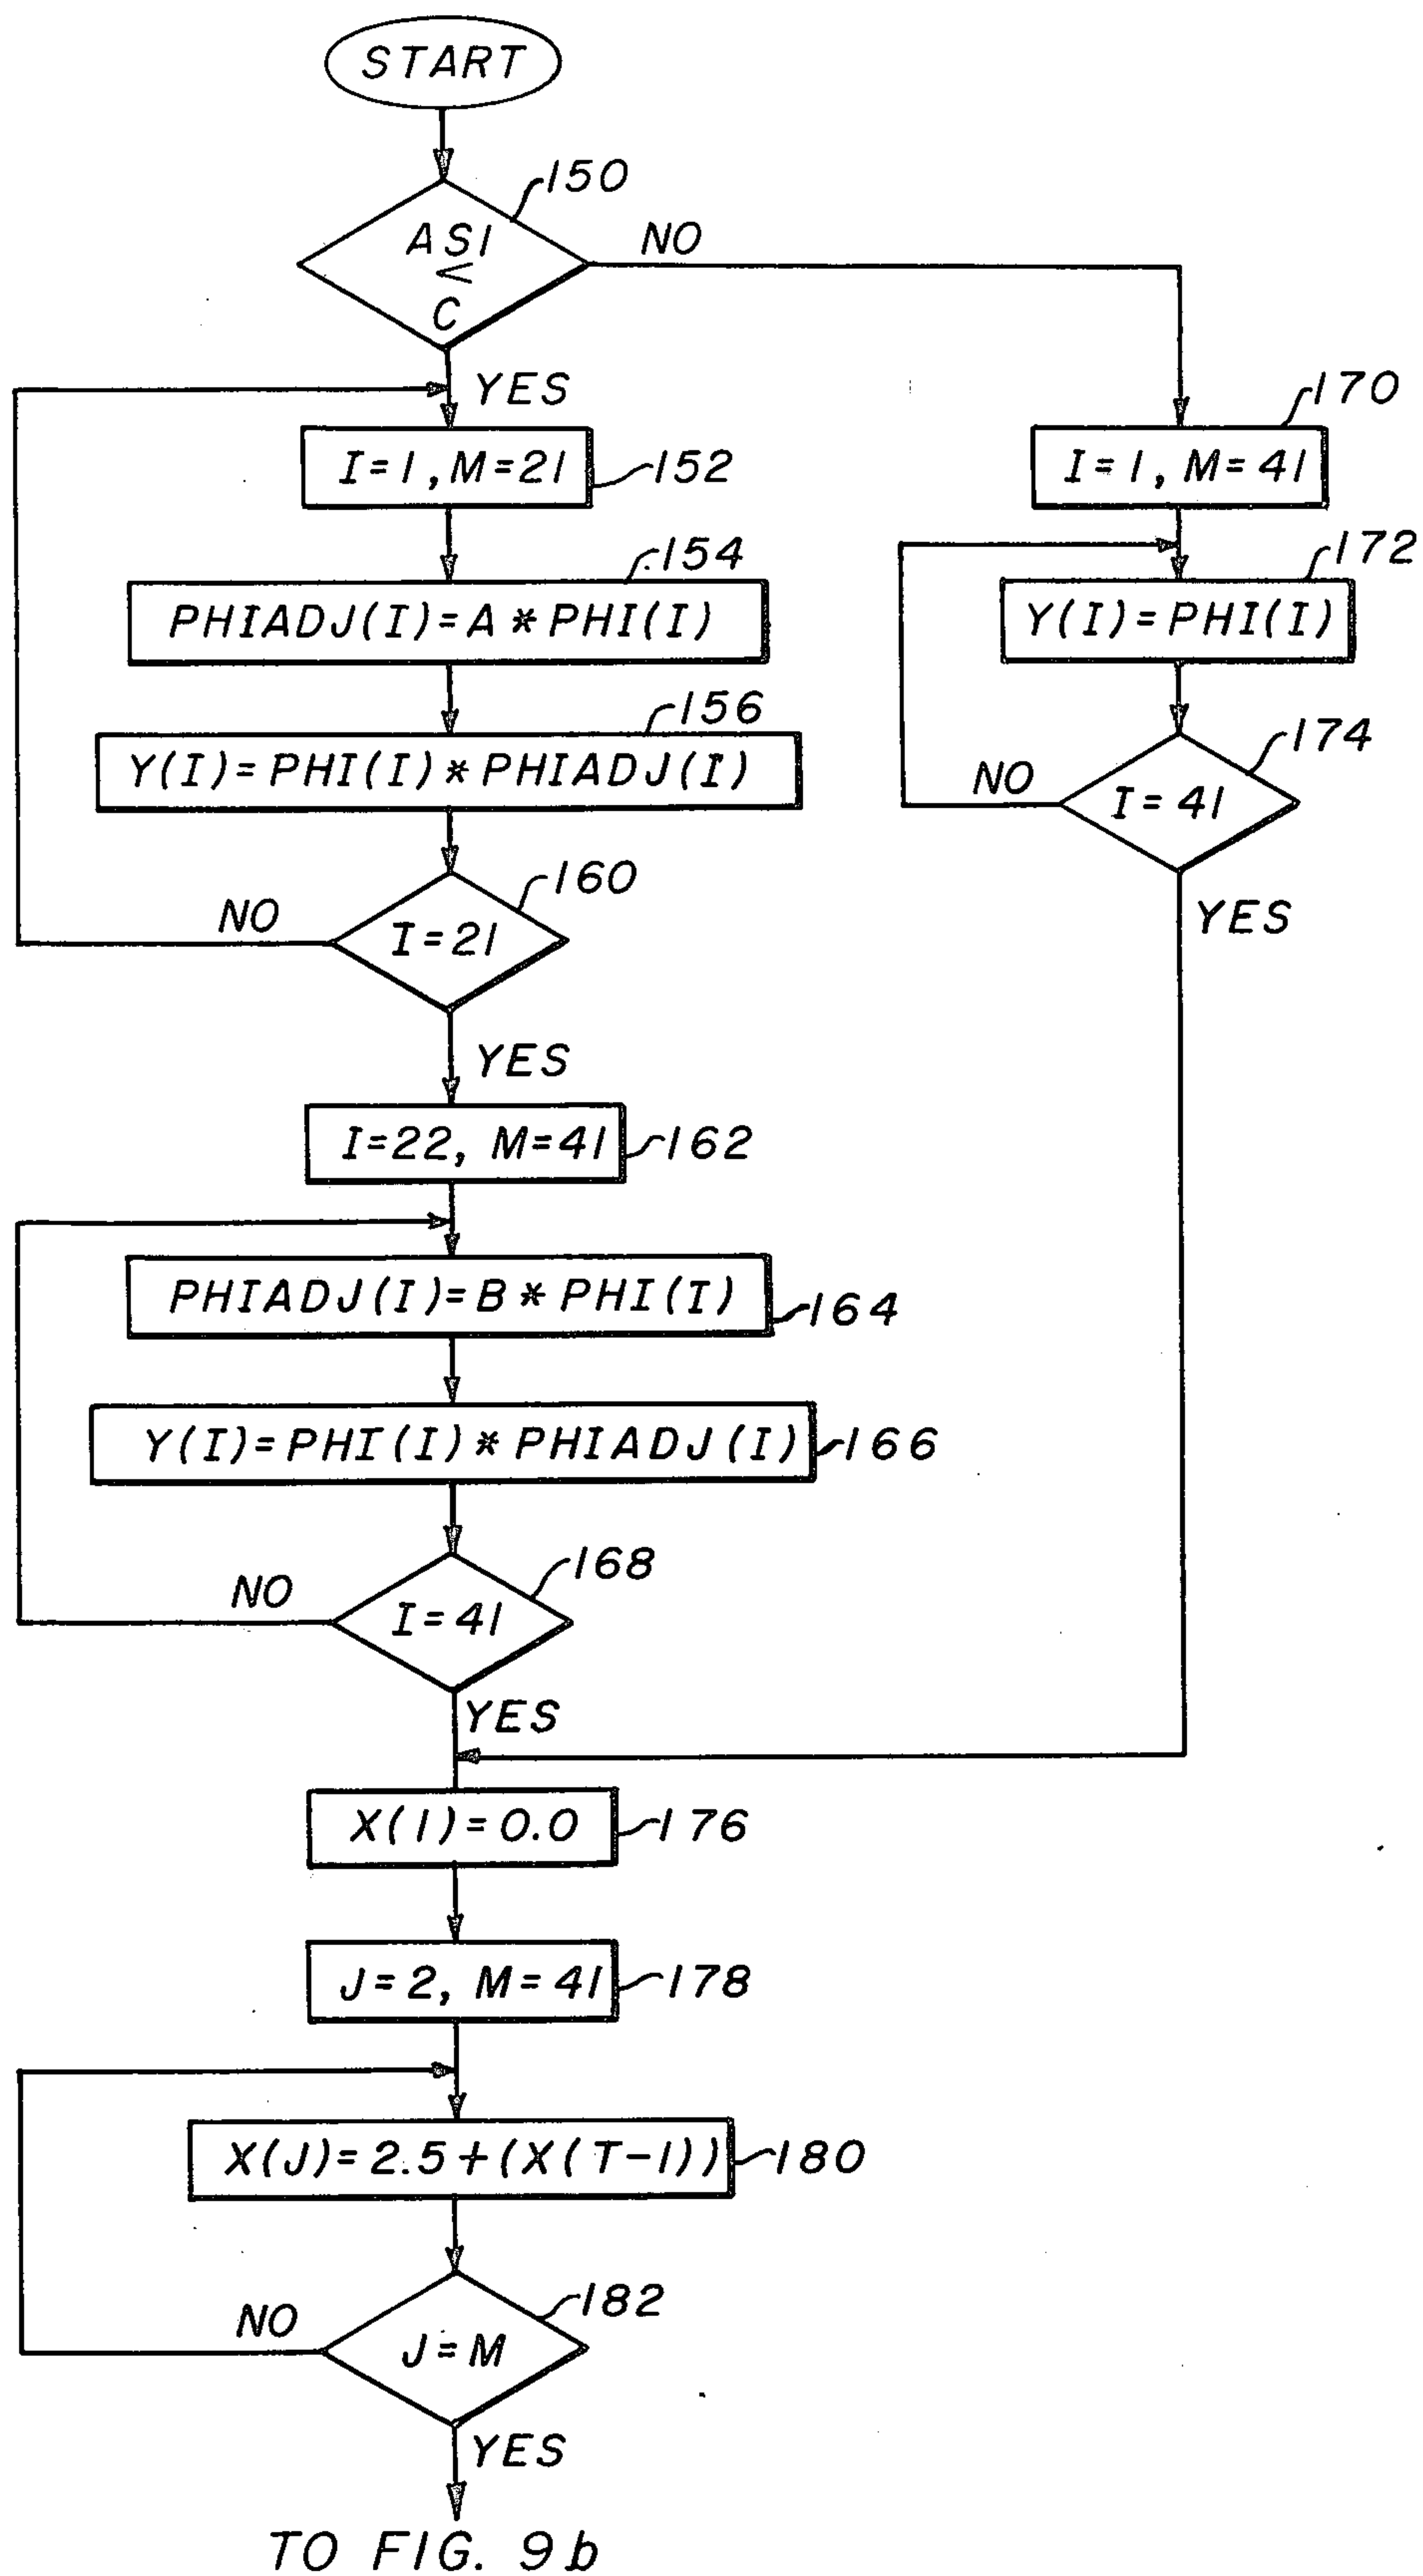 START
150
ASI
<
C
NO
YES
I=1, M=21
152
154
PHIADJ(I)=A*PHI(I)
156
Y(I)=PHI(I)*PHIADJ(I)
160
I=21
NO
YES
I=22, M=41
162
PHIADJ(I)=B*PHI(I)
164
Y(I)=PHI(I)*PHIADJ(I)
166
168
I=41
NO
YES
170
I=1, M=41
172
Y(I)=PHI(I)
174
I=41
NO
YES
X(1)=0.0
176
J=2, M=41
178
X(J)=2.5+(X(T-1))
180
182
J=M
NO
YES
TO FIG. 9b